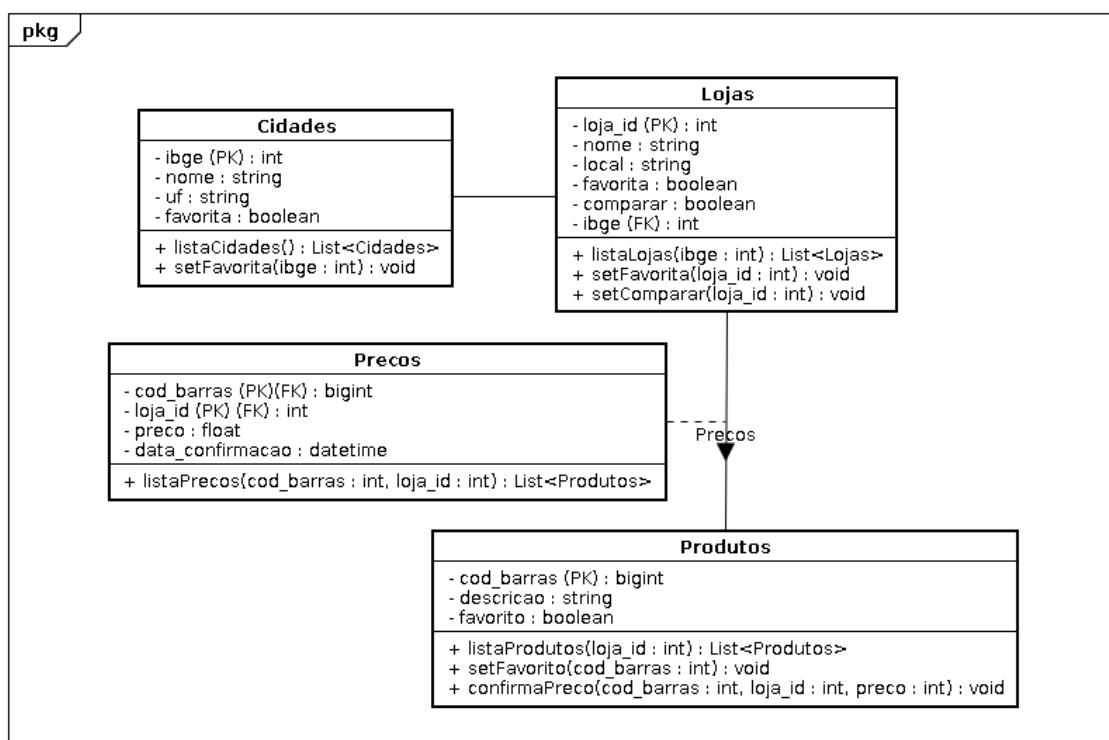 pkg
Cidades
- ibge (PK) : int
- nome : string
- uf : string
- favorita : boolean
+ listaCidades() : List<Cidades>
+ setFavorita(ibge : int) : void
Lojas
- loja_id (PK) : int
- nome : string
- local : string
- favorita : boolean
- comparar : boolean
- ibge (FK) : int
+ listaLojas(ibge : int) : List<Lojas>
+ setFavorita(loja_id : int) : void
+ setComparar(loja_id : int) : void
Precos
- cod_barras (PK)(FK) : bigint
- loja_id (PK) (FK) : int
- preco : float
- data_confirmacao : datetime
+ listaPrecos(cod_barras : int, loja_id : int) : List<Produtos>
Precos
Produtos
- cod_barras (PK) : bigint
- descricao : string
- favorito : boolean
+ listaProdutos(loja_id : int) : List<Produtos>
+ setFavorito(cod_barras : int) : void
+ confirmaPreco(cod_barras : int, loja_id : int, preco : int) : void